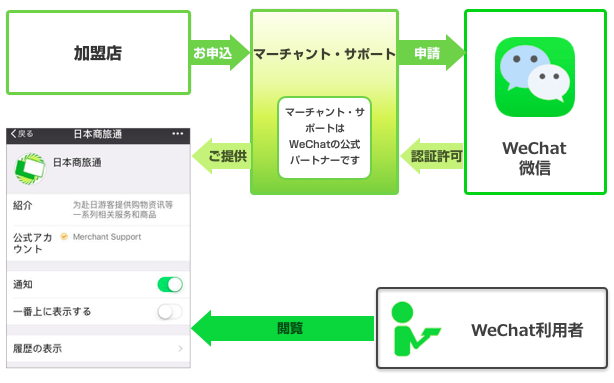 加盟店
お申込
マーチャント・サポート
申請
マーチャント・サ
ポートは
WeChatの公式
パートナーです
ご提供
認証許可
WeChat
微信
戻る
日本商旅通
日本商旅通
紹介
为赴日游客提供购物资讯等
一系列相关服务和商品
公式アカ
ウント
Merchant Support
通知
一番上に表示する
履歴の表示
閲覧
WeChat利用者